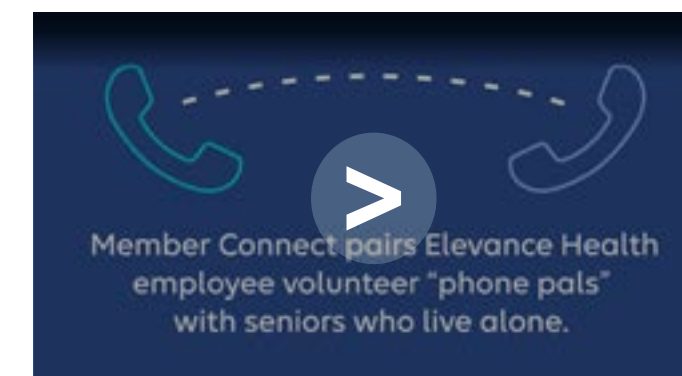 Member Connect pairs Elevance Health
employee volunteer “phone pals”
with seniors who live alone.